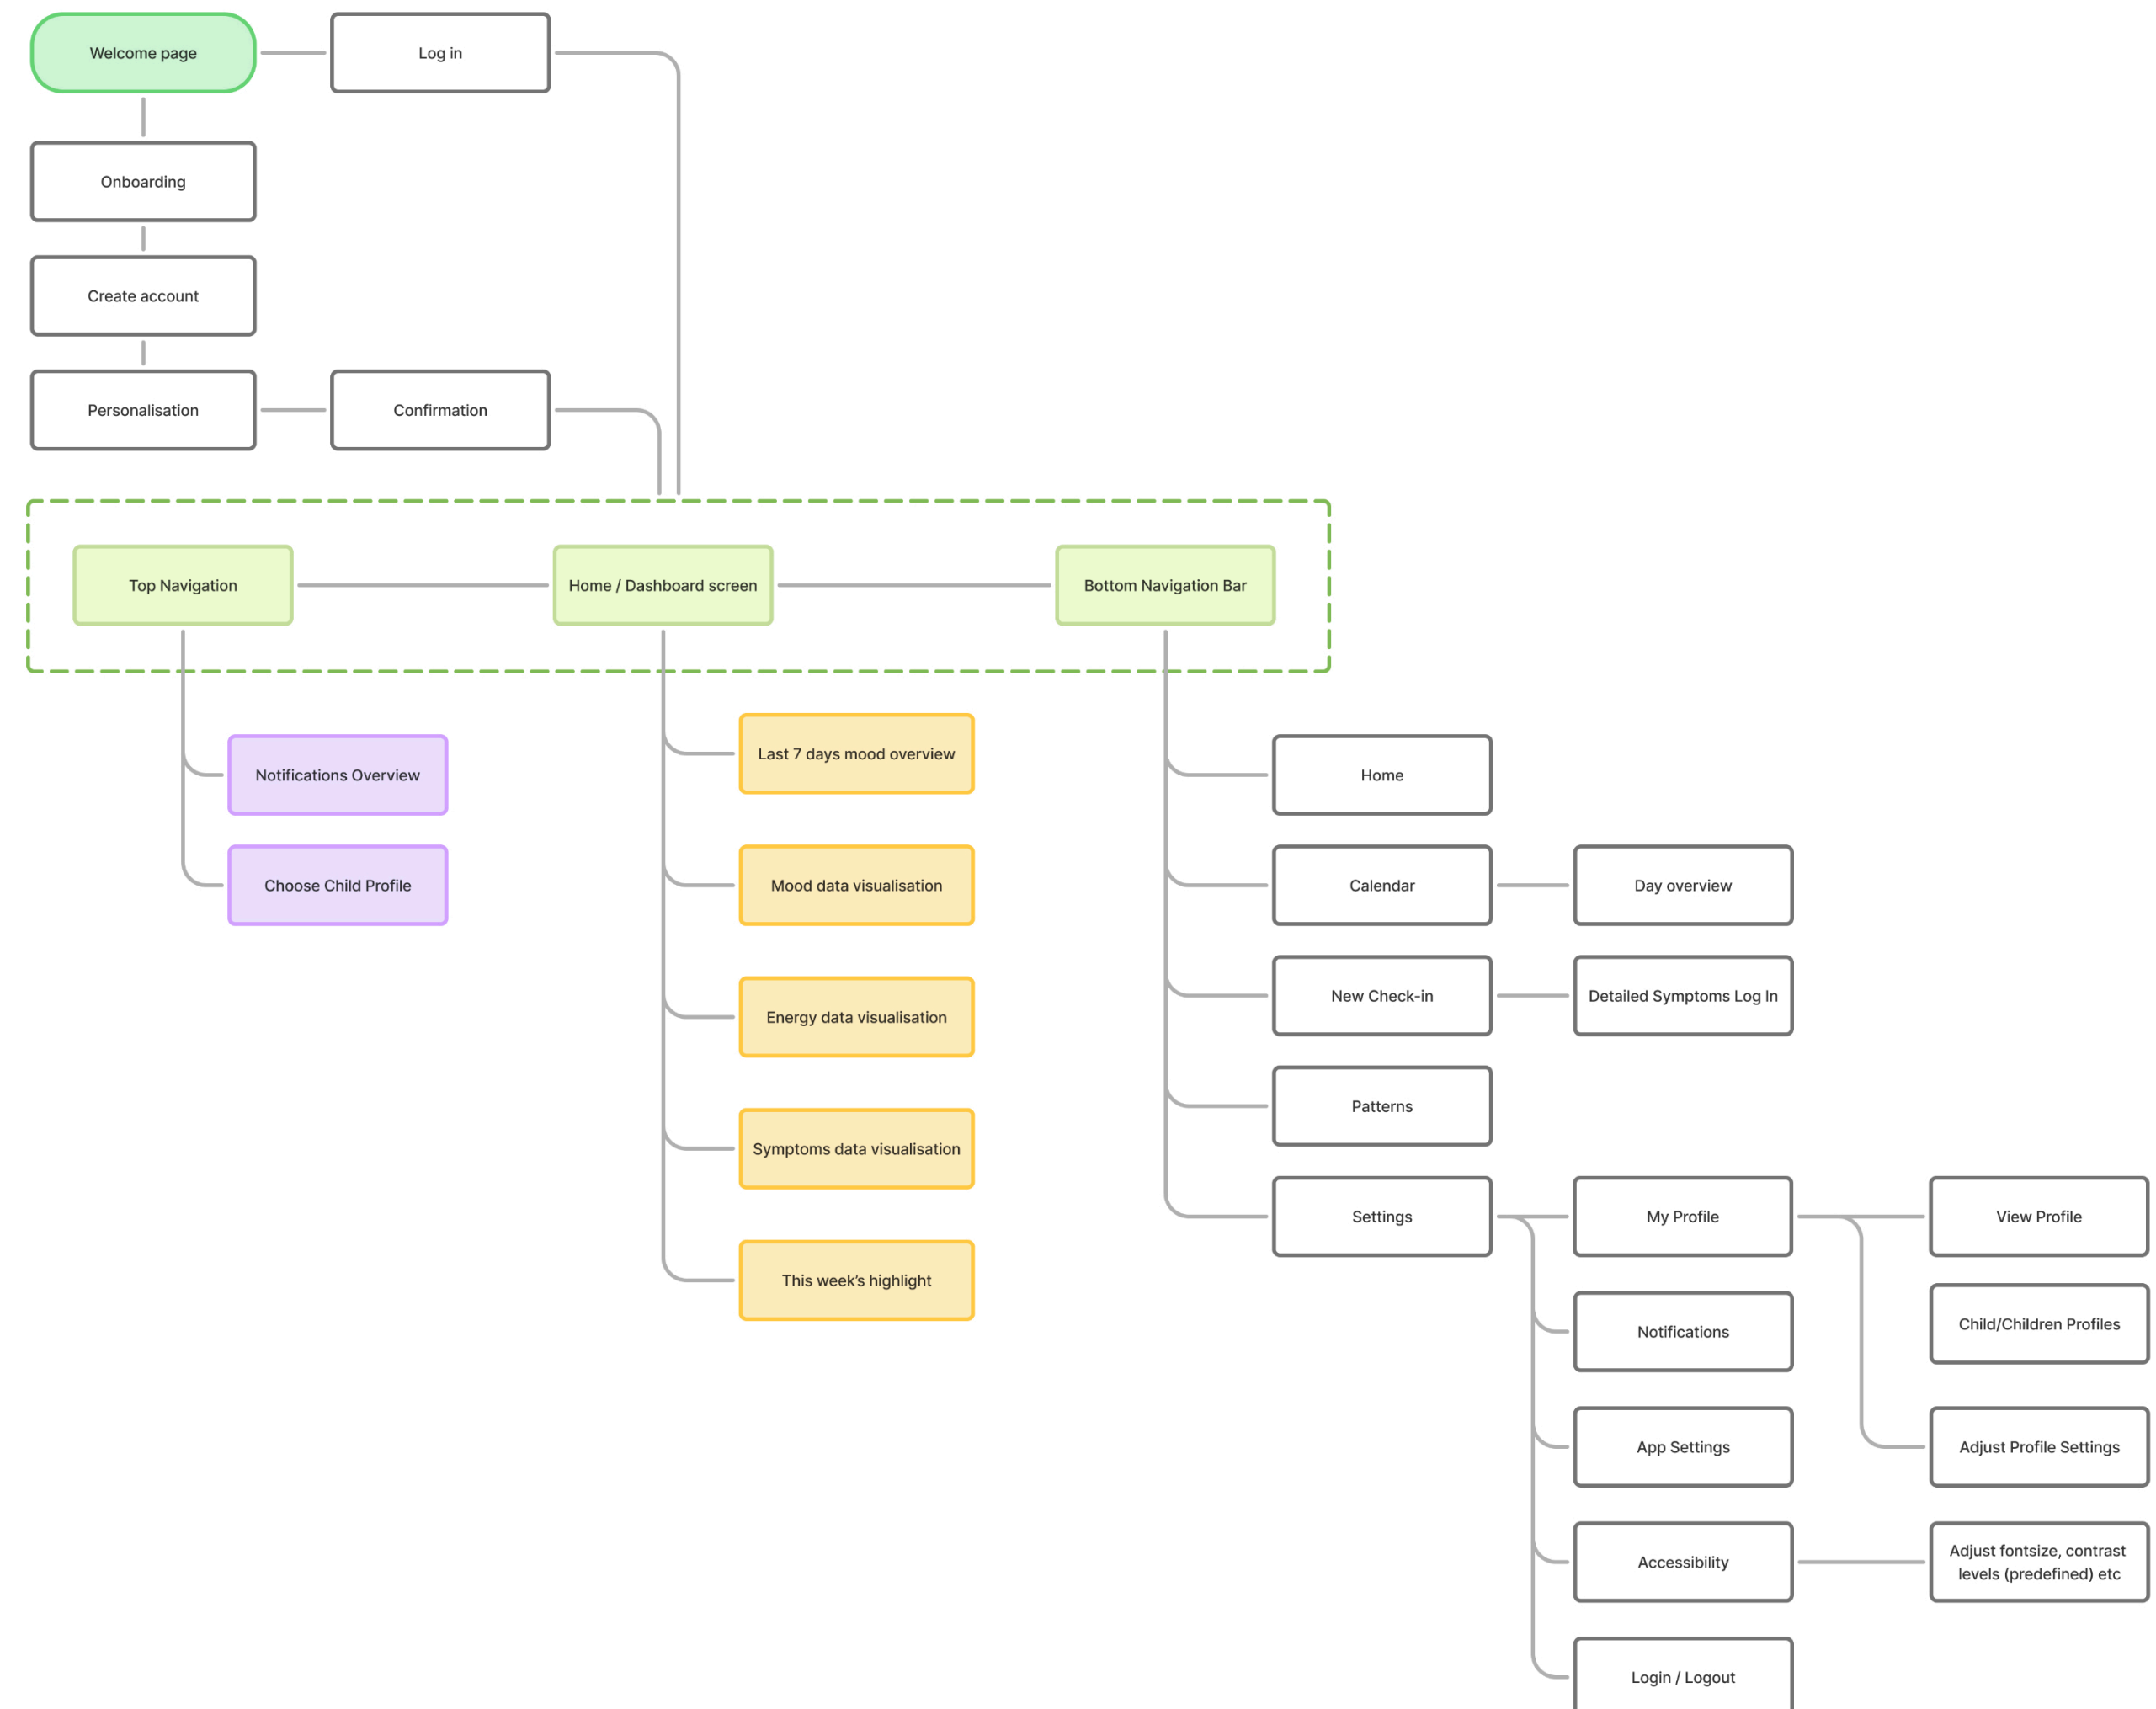 Welcome page
Log in
Onboarding
Create account
Personalisation
Confirmation
Top Navigation
Home / Dashboard screen
Bottom Navigation Bar
Notifications Overview
Choose Child Profile
Last 7 days mood overview
Mood data visualisation
Energy data visualisation
Symptoms data visualisation
This week's highlight
Home
Calendar
Day overview
New Check-in
Detailed Symptoms Log In
Patterns
Settings
My Profile
View Profile
Notifications
Child/Children Profiles
App Settings
Adjust Profile Settings
Accessibility
Adjust fontsize, contrast
levels (predefined) etc
Login / Logout